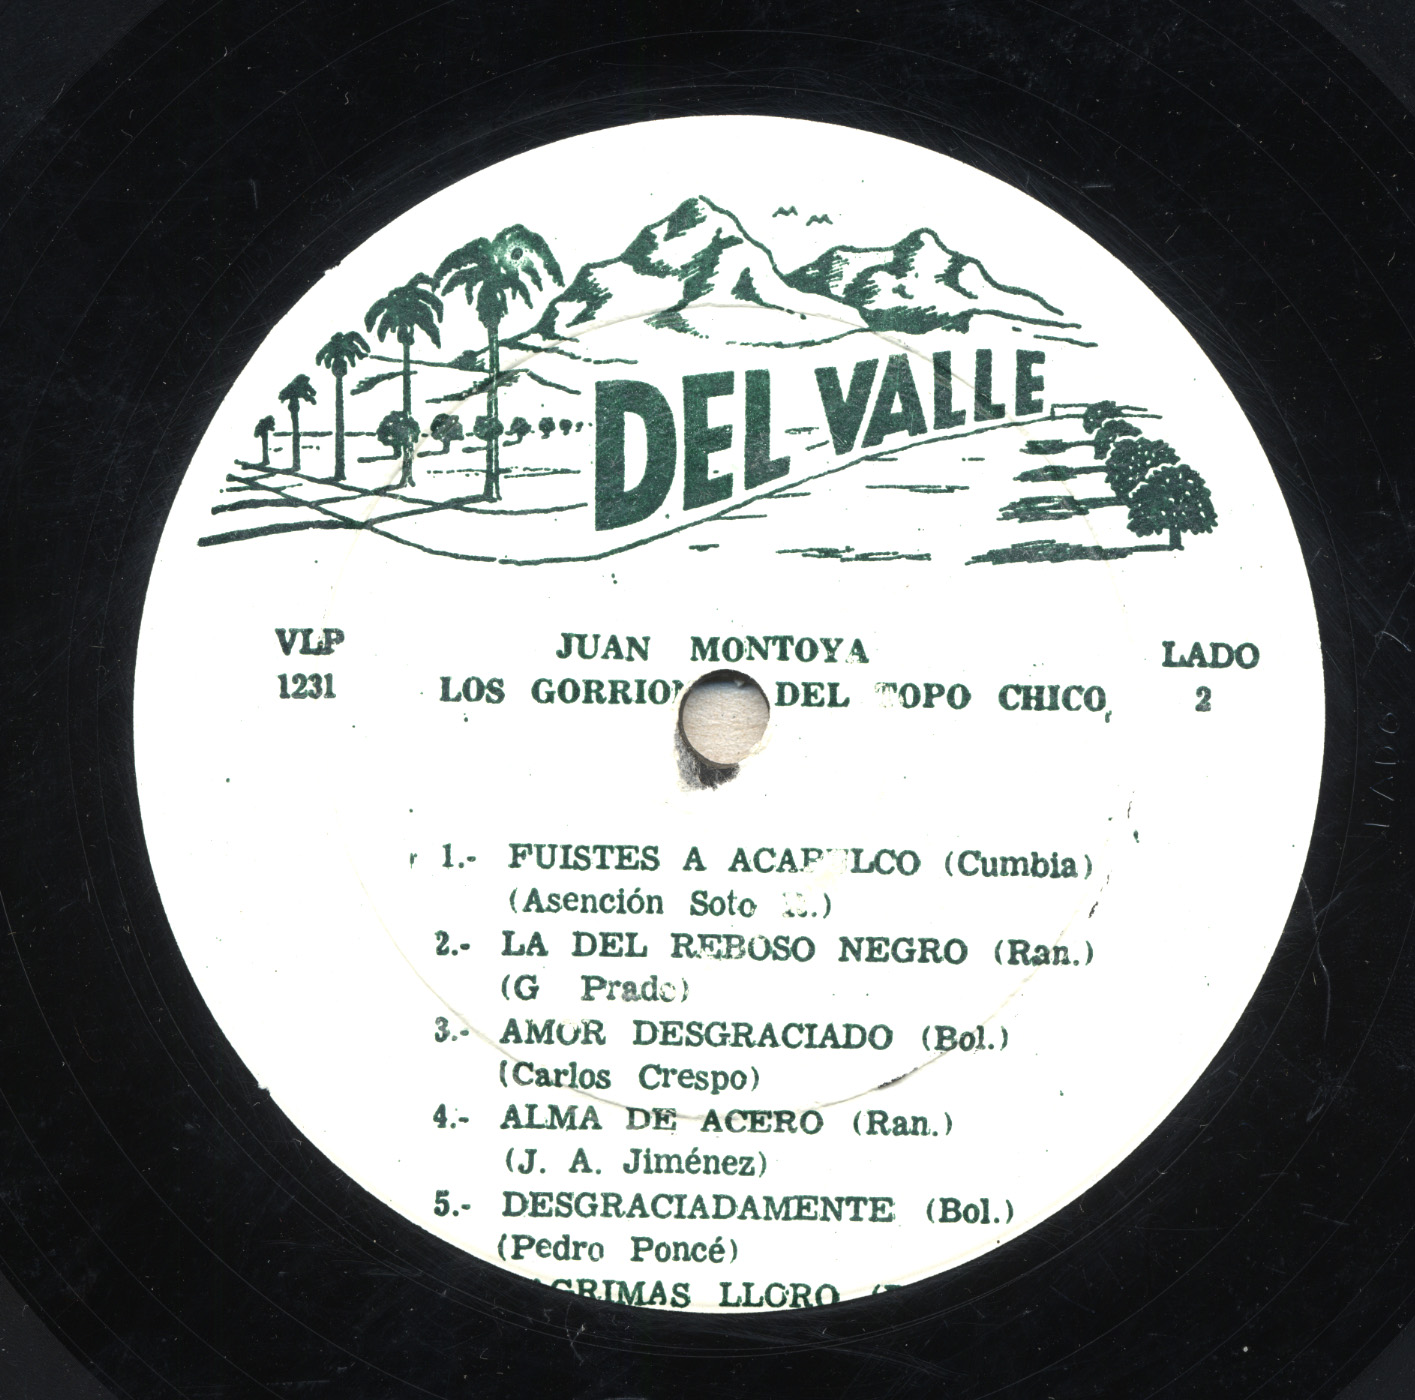 DEL VALLE
VLP JUAN MONTOYA LADO
1231 LOS DEL TOPO CHICO 2
1.- FUISTES A ACAPULCO (Cumbia)
(Asención Soto
2.- LA DEL REBOSO NEGRO (Ran.)
(G Prado)
3.- AMOR DESGRACIADO (Bol.)
(Carlos Crespo)
4.- ALMA DE ACERO (Ran.)
(J. A. Jiménez)
5.- DESGRACIADAMENTE (Bol.)
(Pedro Poncé)
LLORO